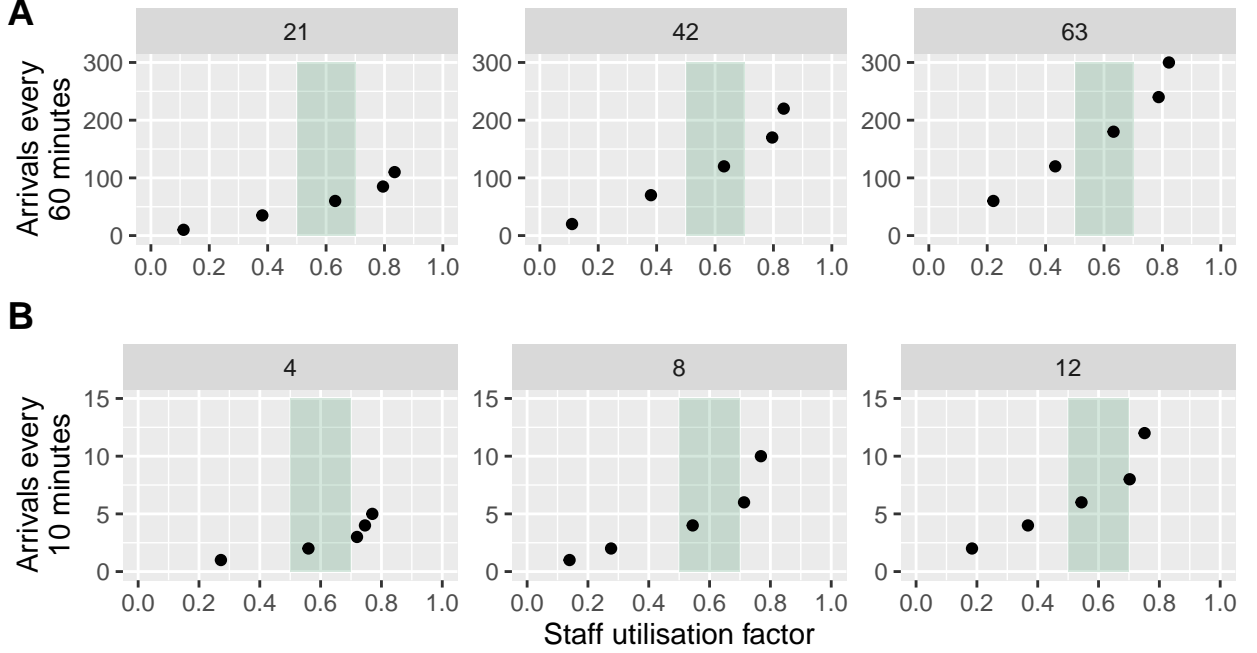 A
21 42 63
Arrivals every
60 minutes
300 300 300
200 200 200
100 100 100
0 0 0
0.0 0.2 0.4 0.6 0.8 1.0 0.0 0.2 0.4 0.6 0.8 1.0 0.0 0.2 0.4 0.6 0.8 1.0
B
4 8 12
Arrivals every
10 minutes
15 15 15
10 10 10
5 5 5
0 0 0
0.0 0.2 0.4 0.6 0.8 1.0 0.0 0.2 0.4 0.6 0.8 1.0 0.0 0.2 0.4 0.6 0.8 1.0
Staff utilisation factor